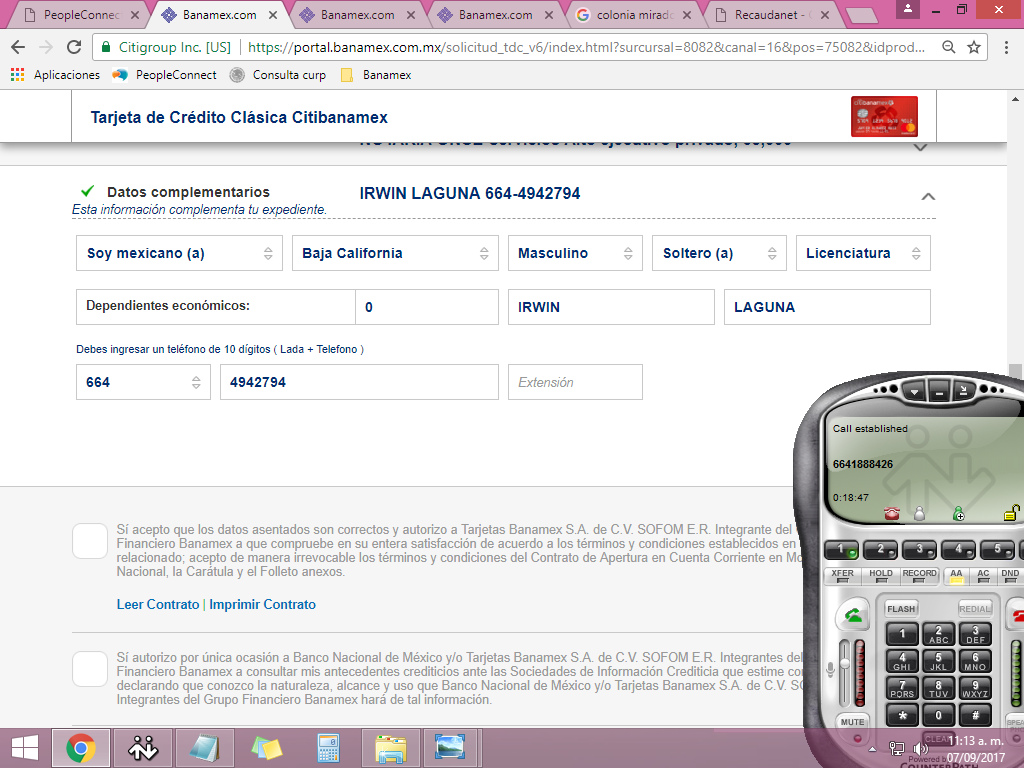 PeopleConnec
Banamex.com
Banamex.com
Banamex.com
colonia mirado
Recaudanet -
Citigroup Inc. [US]
https://portal.banamex.com.mx/solicitud_tdc_v6/index.html?sursursal=8082&canal=16&pos=75082&idprod...
Aplicaciones
PeopleConnect
Consulta curp
Banamex
Tarjeta de Crédito Clásica Citibanamex
Datos complementarios
IRWIN LAGUNA 664-4942794
Esta información complementa tu expediente.
Soy mexicano (a)
Baja California
Masculino
Soltero (a)
Licenciatura
Dependientes económicos:
0
IRWIN
LAGUNA
Debes ingresar un teléfono de 10 dígitos ( Lada + Telefono )
664
4942794
Extensión
Sí acepto que los datos asentados son correctos y autorizo a Tarjetas Banamex S.A. de C.V. SOFOM E.R. Integrante del
Financiero Banamex a que compruebe en su entera satisfacción de acuerdo a los términos y condiciones establecidos en
relacionado; acepto de manera irrevocable los términos y condiciones del Contrato de Apertura en Cuenta Corriente en Mo
Nacional, la Carátula y el Folleto anexos.
Leer Contrato | Imprimir Contrato
Sí autorizo por única ocasión a Banco Nacional de México y/o Tarjetas Banamex S.A. de C.V. SOFOM E.R. Integrantes del
Financiero Banamex a consultar mis antecedentes crediticios ante las Sociedades de Información Crediticia que estime con
declarando que conozco la naturaleza, alcance y uso que Banco Nacional de México y/o Tarjetas Banamex S.A. de C.V. SO
Integrantes del Grupo Financiero Banamex hará de tal información.
Call established
6641888426
0:18:47
1 2 3 4 5
XFER HOLD RECORD AA AC DND
FLASH REDIAL
1 2 ABC 3 DEF
4 GHI 5 JKL 6 MNO
7 PQRS 8 TUV 9 WXYZ
* 0 #
MUTE
CLEAR
Powered by
COUNTERPATH
11:13 a. m.
07/09/2017